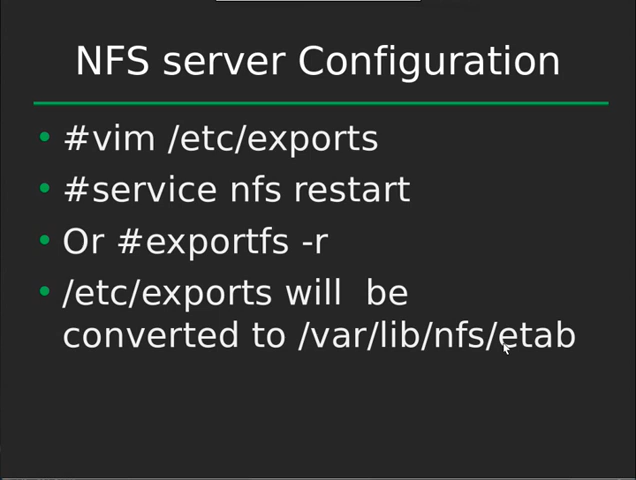 NFS server Configuration
• #vim /etc/exports
• #service nfs restart
• Or #exportfs -r
• /etc/exports will  be
converted to /var/lib/nfs/etab